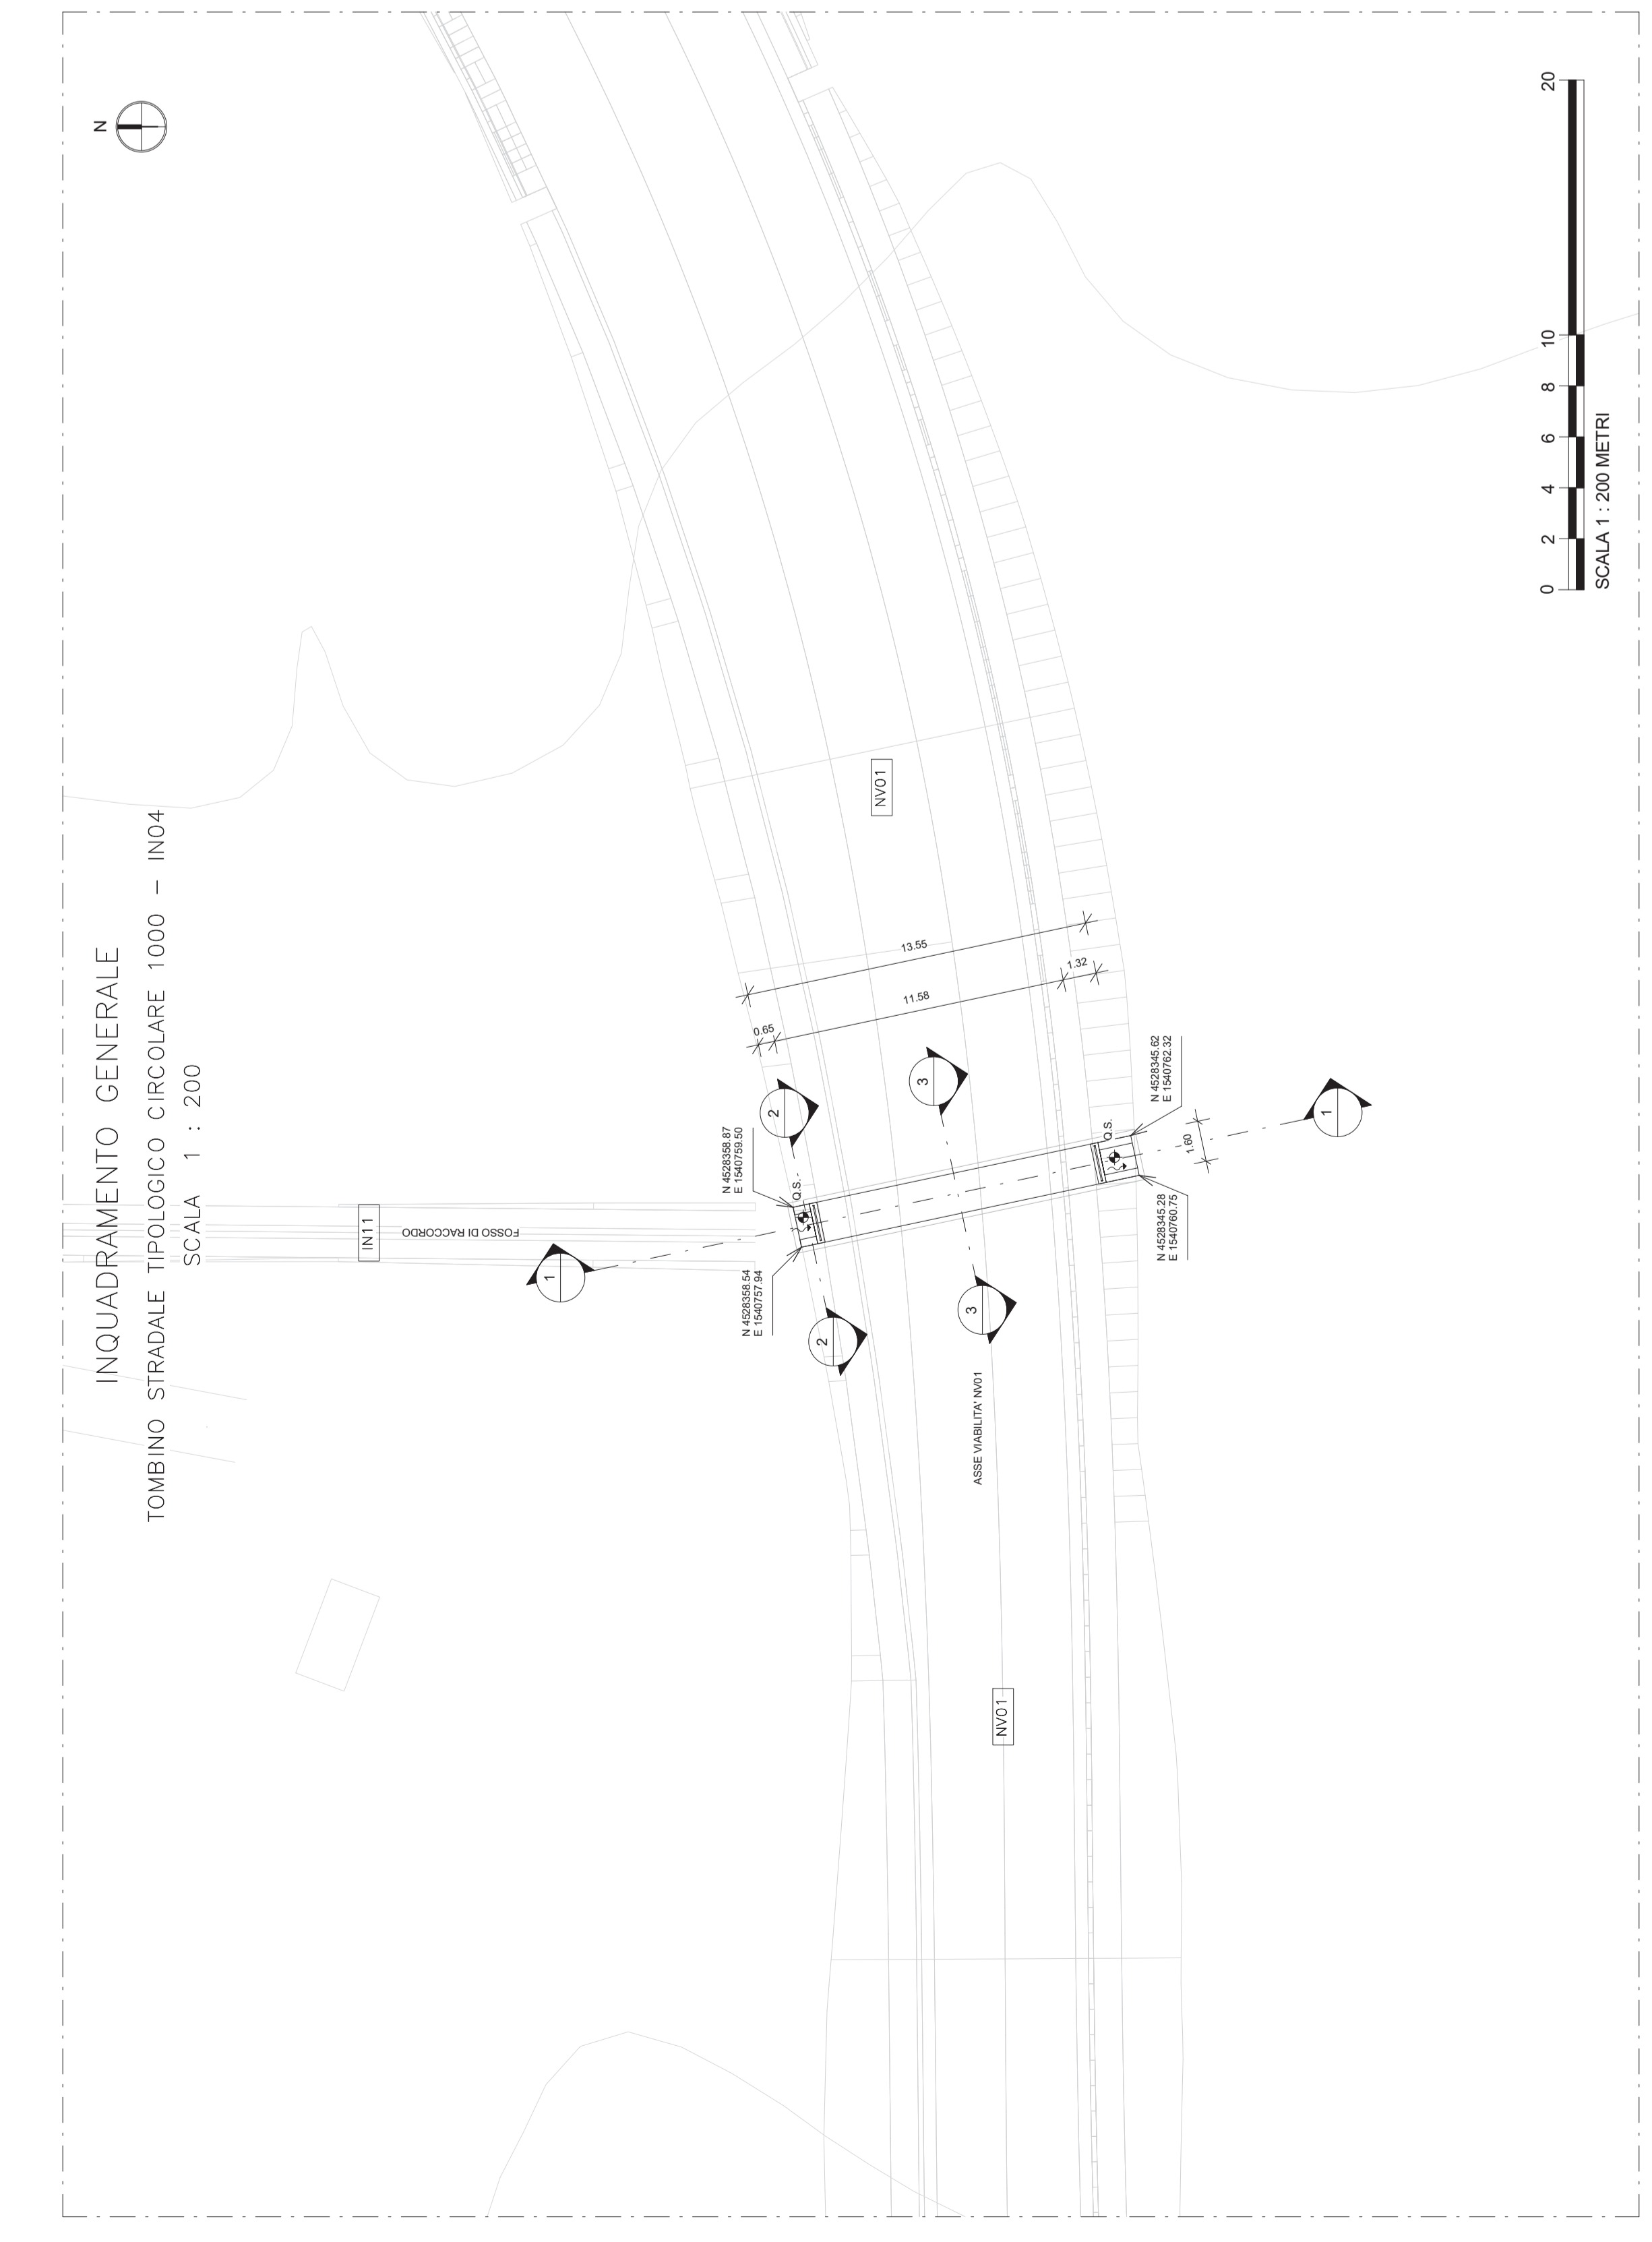 INQUADRAMENTO GENERALE
TOMBINO STRADALE TIPOLOGICO CIRCOLARE 1000 - IN04
SCALA 1 : 200
N
IN11
FOSSO DI RACCORDO
NV01
13.55
11.58
0.65
1.32
N 4528358.87
E 1540759.50
N 4528358.54
E 1540757.94
N 4528345.62
E 1540762.32
N 4528345.28
E 1540760.75
Q.S.
Q.S.
1.60
1
1
2
2
3
3
ASSE VIABILITA' NV01
NV01
0
2
4
6
8
10
20
SCALA 1 : 200 METRI